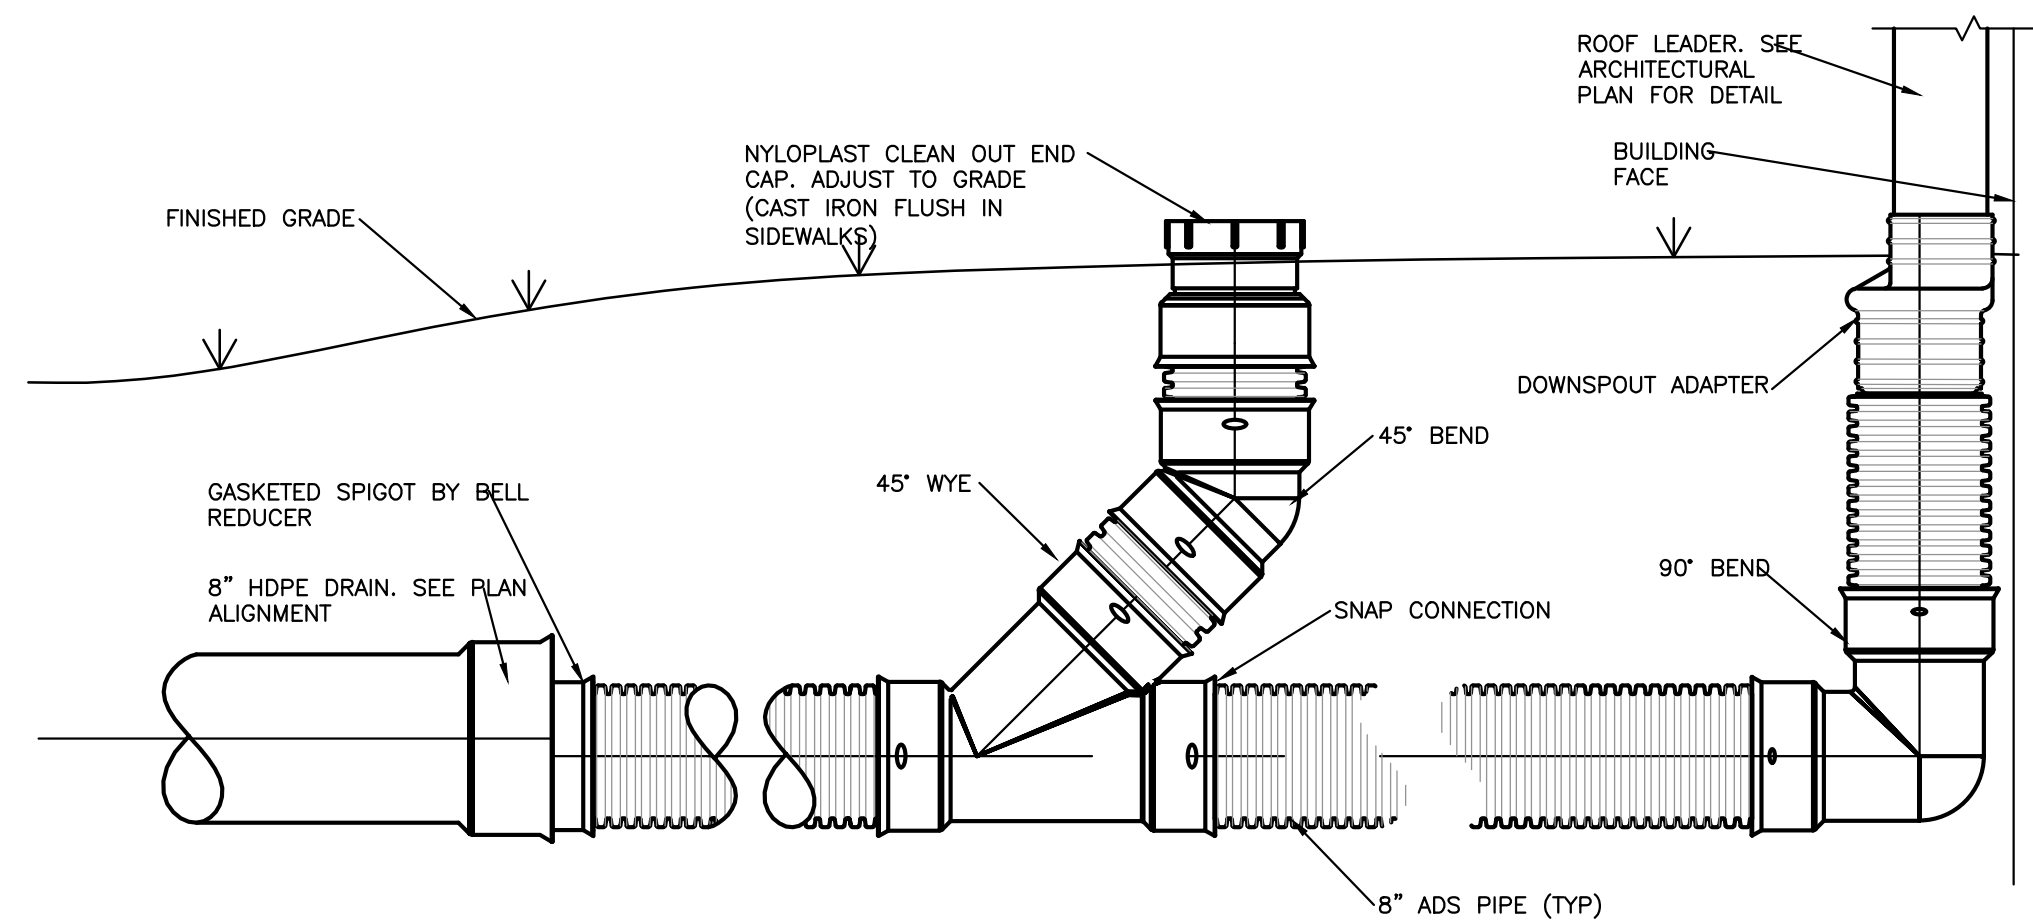 ROOF LEADER. SEE
ARCHITECTURAL
PLAN FOR DETAIL
BUILDING
FACE
NYLOPLAST CLEAN OUT END
CAP. ADJUST TO GRADE
(CAST IRON FLUSH IN
SIDEWALKS)
FINISHED GRADE
DOWNSPOUT ADAPTER
45° BEND
45° WYE
GASKETED SPIGOT BY BELL
REDUCER
8" HDPE DRAIN. SEE PLAN
ALIGNMENT
90° BEND
SNAP CONNECTION
8" ADS PIPE (TYP)